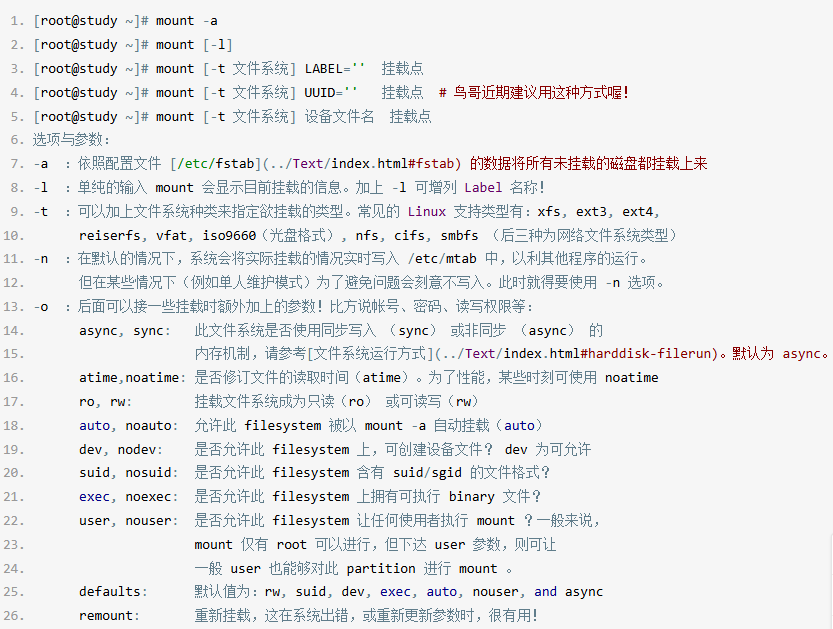 1. [root@study ~]# mount -a
2. [root@study ~]# mount [-l]
3. [root@study ~]# mount [-t 文件系统] LABEL=''  挂载点
4. [root@study ~]# mount [-t 文件系统] UUID=''   挂载点  # 鸟哥近期建议用这种方式喔！
5. [root@study ~]# mount [-t 文件系统] 设备文件名  挂载点
6. 选项与参数：
7. -a  ：依照配置文件 [/etc/fstab](../Text/index.html#fstab) 的数据将所有未挂载的磁盘都挂载上来
8. -l  ：单纯的输入 mount 会显示目前挂载的信息。加上 -l 可增列 Label 名称！
9. -t  ：可以加上文件系统种类来指定欲挂载的类型。常见的 Linux 支持类型有：xfs, ext3, ext4,
10. reiserfs, vfat, iso9660（光盘格式）, nfs, cifs, smbfs （后三种为网络文件系统类型）
11. -n  ：在默认的情况下，系统会将实际挂载的情况实时写入 /etc/mtab 中，以利其他程序的运行。
12. 但在某些情况下（例如单人维护模式）为了避免问题会刻意不写入。此时就得要使用 -n 选项。
13. -o  ：后面可以接一些挂载时额外加上的参数！比方说帐号、密码、读写权限等：
14. async, sync:   此文件系统是否使用同步写入 （sync） 或非同步 （async） 的
15. 内存机制，请参考[文件系统运行方式](../Text/index.html#harddisk-filerun)。默认为 async。
16. atime,noatime: 是否修订文件的读取时间（atime）。为了性能，某些时刻可使用 noatime
17. ro, rw:        挂载文件系统成为只读（ro） 或可读写（rw）
18. auto, noauto:  允许此 filesystem 被以 mount -a 自动挂载（auto）
19. dev, nodev:    是否允许此 filesystem 上，可创建设备文件？ dev 为可允许
20. suid, nosuid:  是否允许此 filesystem 含有 suid/sgid 的文件格式？
21. exec, noexec:  是否允许此 filesystem 上拥有可执行 binary 文件？
22. user, nouser:  是否允许此 filesystem 让任何使用者执行 mount ？一般来说，
23. mount 仅有 root 可以进行，但下达 user 参数，则可让
24. 一般 user 也能够对此 partition 进行 mount 。
25. defaults:      默认值为：rw, suid, dev, exec, auto, nouser, and async
26. remount:       重新挂载，这在系统出错，或重新更新参数时，很有用！